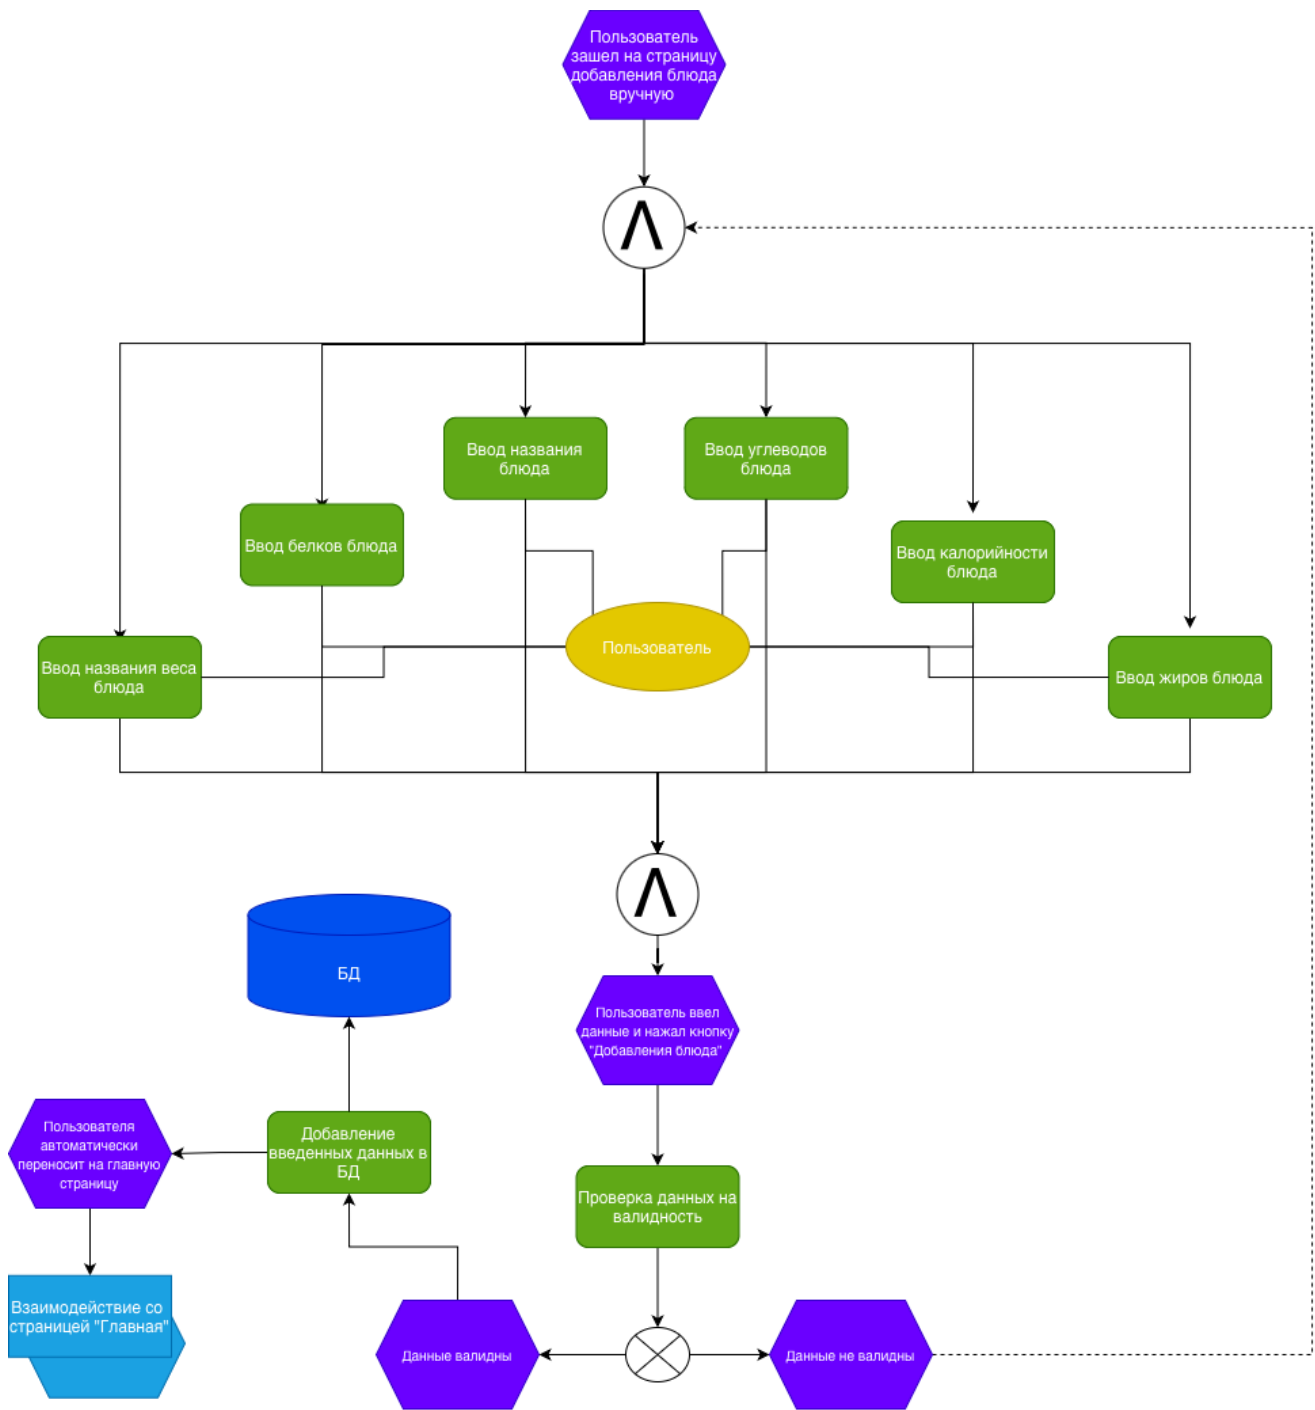 Пользователь
зашел на страницу
добавления блюда
вручную
Λ
Ввод названия
блюда
Ввод углеводов
блюда
Ввод белков блюда
Ввод калорийности
блюда
Пользователь
Ввод названия веса
блюда
Ввод жиров блюда
Λ
БД
Пользователь ввел
данные и нажал кнопку
"Добавления блюда"
Пользователя
автоматически
переносит на главную
страницу
Добавление
введенных данных в
БД
Проверка данных на
валидность
Взаимодействие со
страницей "Главная"
Данные валидны
Данные не валидны